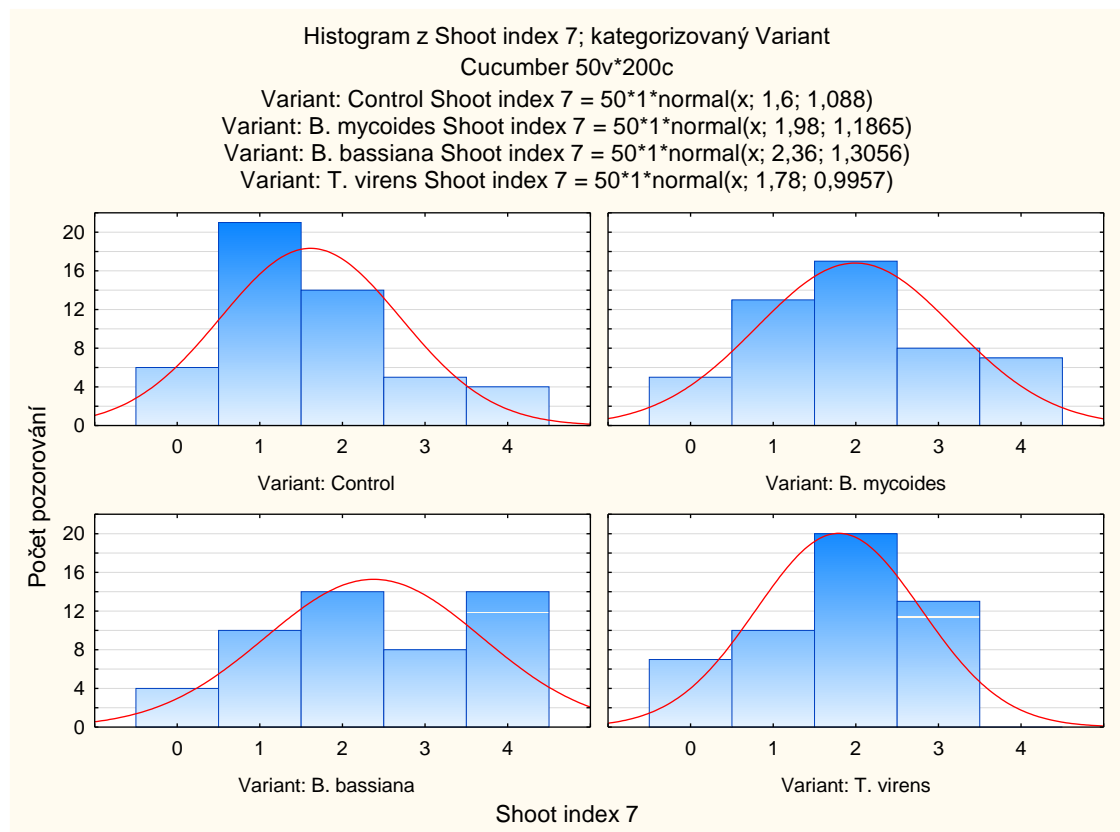 Histogram z Shoot index 7; kategorizovaný Variant
Cucumber 50v*200c
Variant: Control Shoot index 7 = 50*1*normal(x; 1,6; 1,088)
Variant: B. mycoides Shoot index 7 = 50*1*normal(x; 1,98; 1,1865)
Variant: B. bassiana Shoot index 7 = 50*1*normal(x; 2,36; 1,3056)
Variant: T. virens Shoot index 7 = 50*1*normal(x; 1,78; 0,9957)
Počet pozorování
20
16
12
8
4
0
0 1 2 3 4
Variant: Control
0 1 2 3 4
Variant: B. mycoides
20
16
12
8
4
0
0 1 2 3 4
Variant: B. bassiana
0 1 2 3 4
Variant: T. virens
Shoot index 7